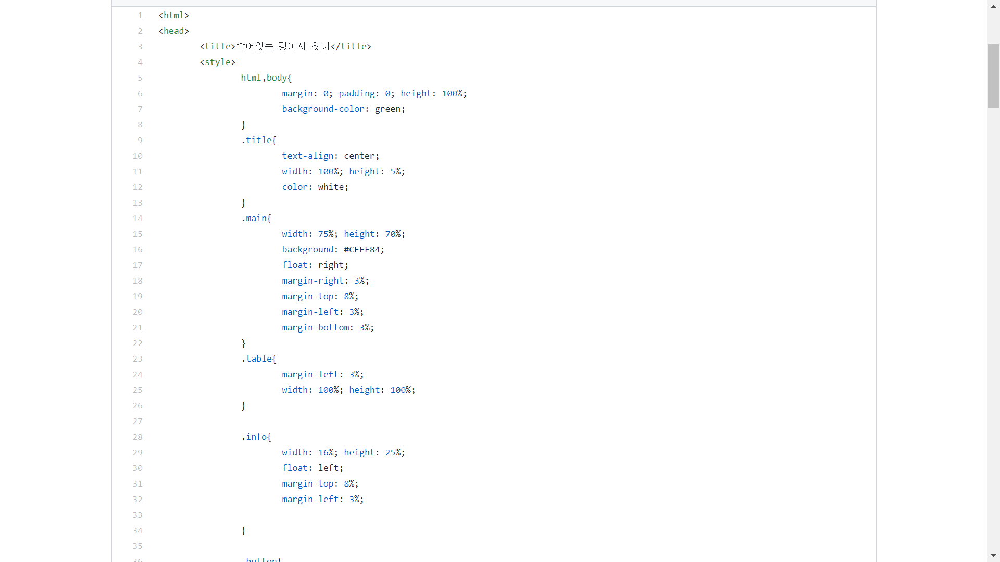 1 <html>
2 <head>
3 <title>숨어있는 강아지 찾기</title>
4 <style>
5 html,body{
6 margin: 0; padding: 0; height: 100%;
7 background-color: green;
8 }
9 .title{
10 text-align: center;
11 width: 100%; height: 5%;
12 color: white;
13 }
14 .main{
15 width: 75%; height: 70%;
16 background: #CEFF84;
17 float: right;
18 margin-right: 3%;
19 margin-top: 8%;
20 margin-left: 3%;
21 margin-bottom: 3%;
22 }
23 .table{
24 margin-left: 3%;
25 width: 100%; height: 100%;
26 }
27
28 .info{
29 width: 16%; height: 25%;
30 float: left;
31 margin-top: 8%;
32 margin-left: 3%;
33
34 }
35
36 .button{